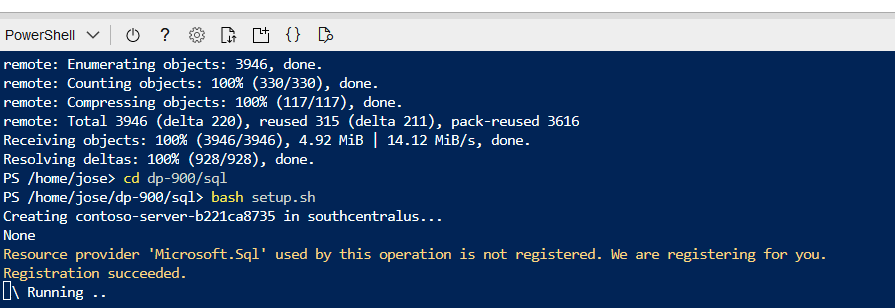 PowerShell
?
{}
remote: Enumerating objects: 3946, done.
remote: Counting objects: 100% (330/330), done.
remote: Compressing objects: 100% (117/117), done.
remote: Total 3946 (delta 220), reused 315 (delta 211), pack-reused 3616
Receiving objects: 100% (3946/3946), 4.92 MiB | 14.12 MiB/s, done.
Resolving deltas: 100% (928/928), done.
PS /home/jose> cd dp-900/sql
PS /home/jose/dp-900/sql> bash setup.sh
Creating contoso-server-b221ca8735 in southcentralus...
None
Resource provider 'Microsoft.Sql' used by this operation is not registered. We are registering for you.
Registration succeeded.
\ Running ..